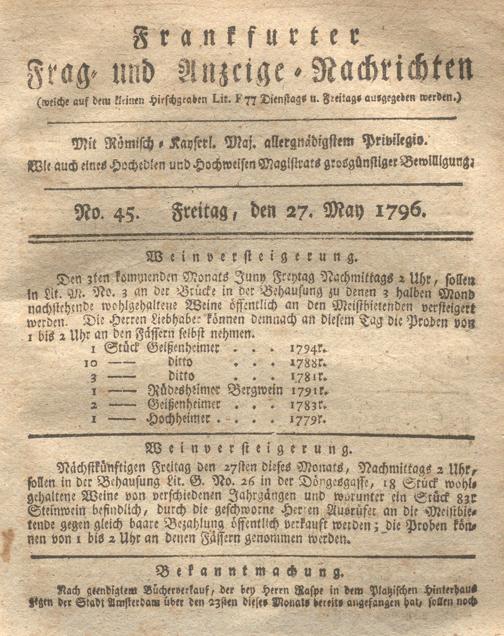 Frankfurter
Frag- und Anzeige-Nachrichten
(welche auf dem kleinen Hirschgraben Lit. F 77 Dienstags u. Freitags ausgegeben werden.)
Mit Römisch-Kayserl. Maj. allergnädigstem Privilegio.
Wie auch eines Hochedlen und Hochweisen Magistrats grosgünstiger Bewilligung.
No. 45. Freitag, den 27. May 1796.
Weinversteigerung.
Den 3ten kommenden Monats Juny Freytag Nachmittags 2 Uhr, sollen
in Lit. A. No. 3 an der Brücke in der Behausung zu denen 3 halben Mond
nachstehende wohlgehaltene Weine öffentlich an den Meistbietenden versteigert
werden. Die Herren Liebhaber können demnach an diesem Tag die Proben von
1 bis 2 Uhr an den Fässern selbst nehmen.
1 Stück Geißenheimer . . . 1794r.
10 — ditto . . . 1788r.
3 — ditto . . . 1781r.
1 — Rüdesheimer Bergwein 1791r.
2 — Geißenheimer . . . 1783r.
1 — Hochheimer . . . . 1779r.
Weinversteigerung.
Nächstkünftigen Freitag den 27sten dieses Monats, Nachmittags 2 Uhr,
sollen in der Behausung Lit. G. No. 26 in der Döngesgasse, 18 Stück wohl-
gehaltene Weine von verschiedenen Jahrgängen und worunter ein Stück 83r
Steinwein befindlich, durch die geschworne Herren Ausrüfer an die Meistbie-
tende gegen gleich baare Bezahlung öffentlich verkauft werden; die Proben kön-
nen von 1 bis 2 Uhr an denen Fässern genommen werden.
Bekanntmachung.
Nach geendigtem Bücherverkauf, der bey Herrn Raspe in dem Platzischen Hinterhaus
gegen der Stadt Amsterdam über den 23sten dieses Monats bereits angefangen hat, sollen noch